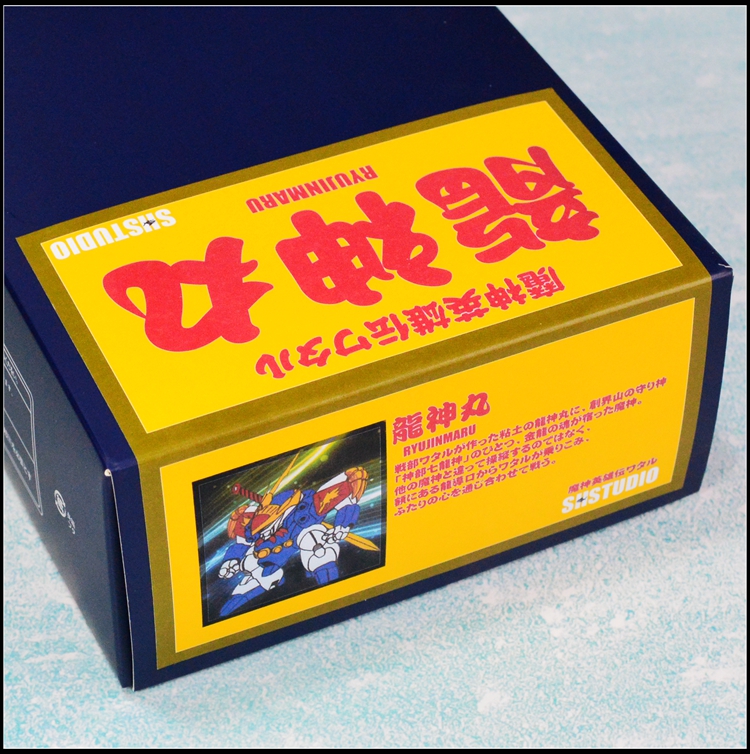 魔神英雄伝ワタル
龍神丸
RYUJINMARU
SHSTUDIO
龍神丸
RYUJINMARU
戦部ワタルが作った粘土の龍神丸に、創界山の守り神
「神部七龍神」のひとつ、金龍の魂が宿った魔神。
他の魔神と違って操縦するのではなく、
額にある龍導口からワタルが乗りこみ、
ふたりの心を通じ合わせて戦う。
魔神英雄伝ワタル
SHSTUDIO